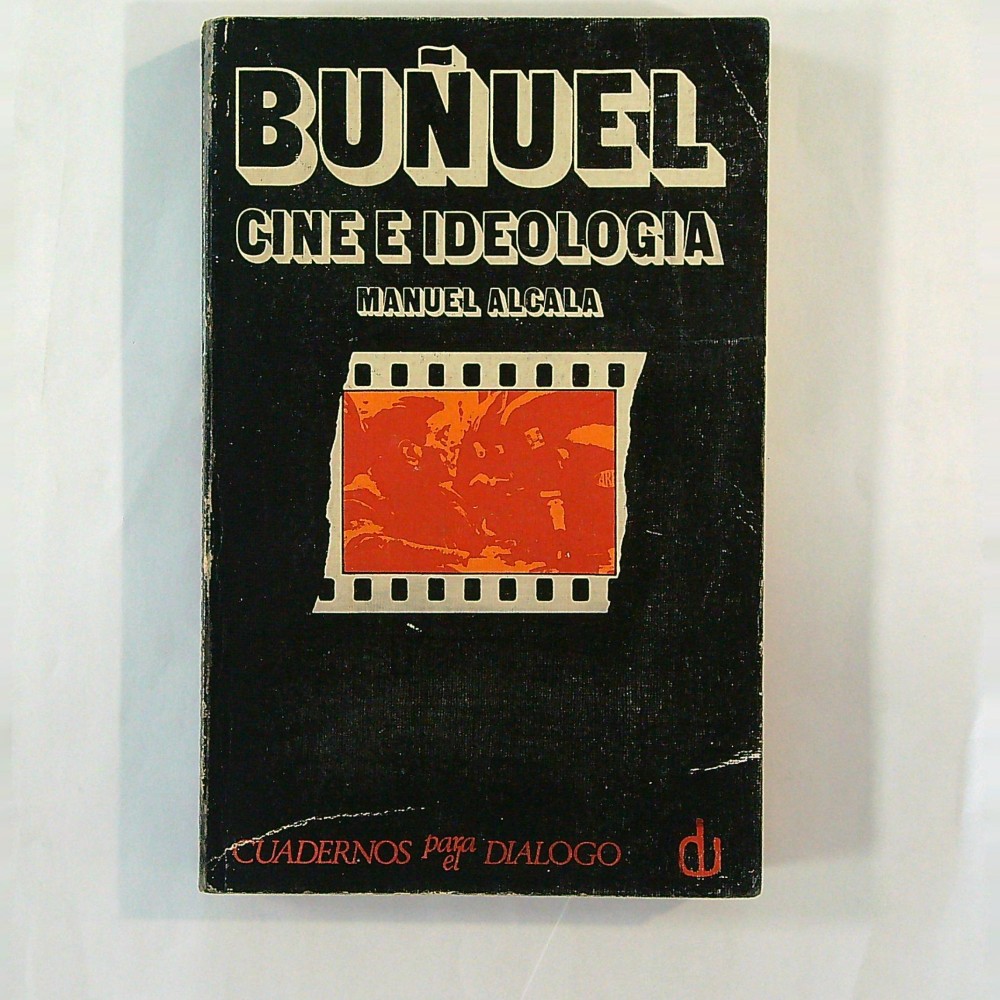 BUÑUEL
CINE E IDEOLOGIA
MANUEL ALCALA
CUADERNOS para el DIALOGO